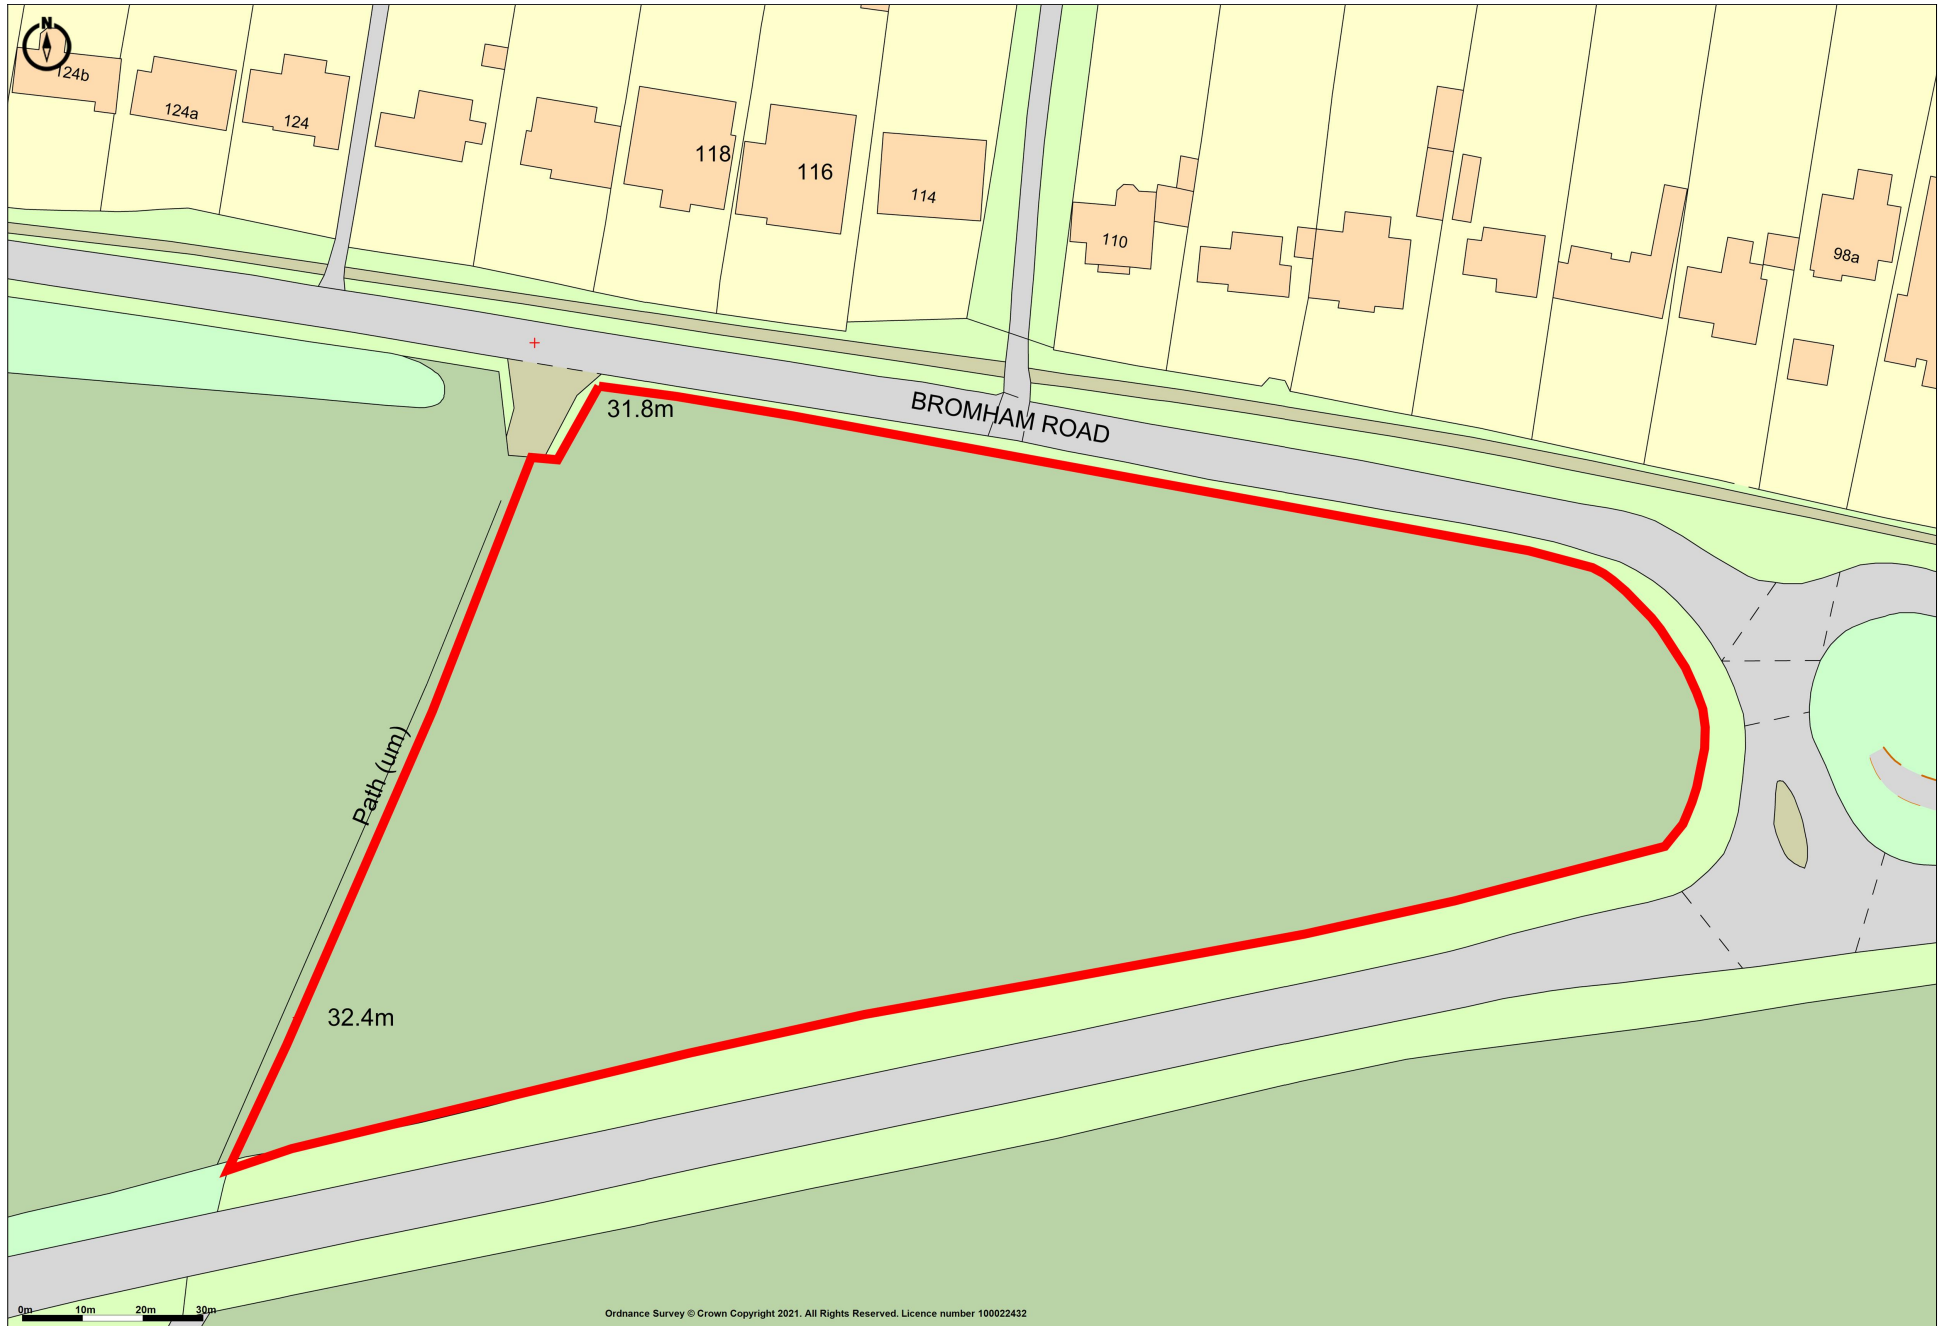 N
124b
124a
124
118
116
114
110
98a
31.8m
BROMHAM ROAD
Path (um)
32.4m
0m 10m 20m 30m
Ordnance Survey © Crown Copyright 2021. All Rights Reserved. Licence number 100022432